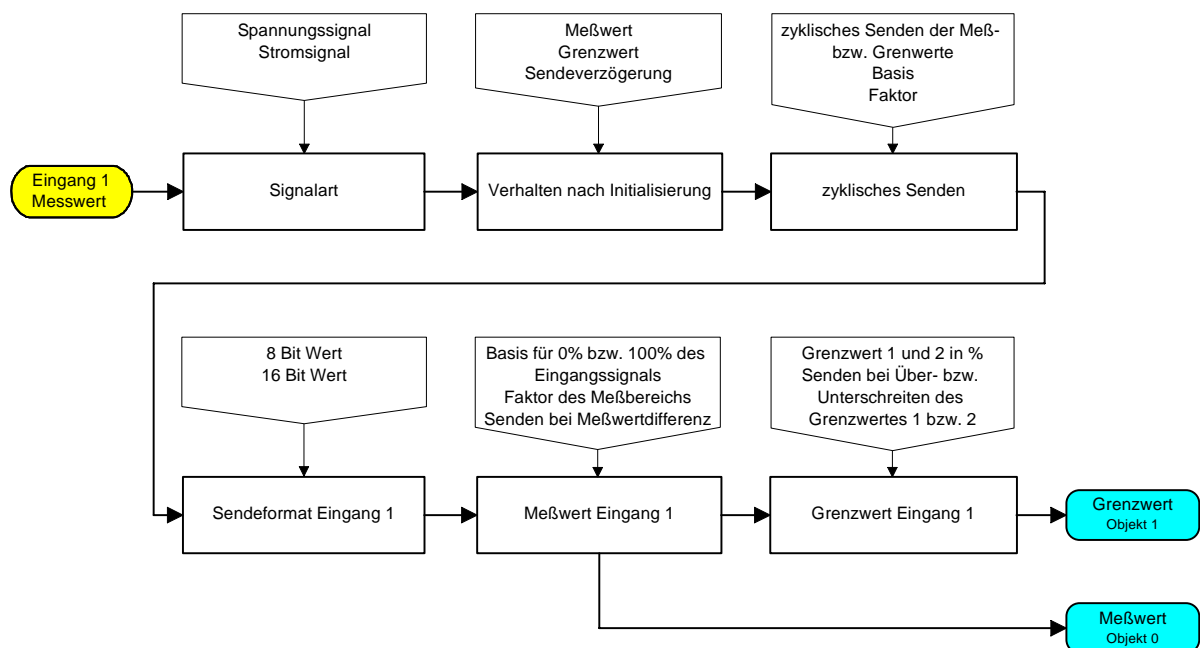 Spannungssignal
Stromsignal
Meßwert
Grenzwert
Sendeverzögerung
zyklisches Senden der Meß-
bzw. Grenwerte
Basis
Faktor
Eingang 1
Messwert
Signalart
Verhalten nach Initialisierung
zyklisches Senden
8 Bit Wert
16 Bit Wert
Basis für 0% bzw. 100% des
Eingangssignals
Faktor des Meßbereichs
Senden bei Meßwertdifferenz
Grenzwert 1 und 2 in %
Senden bei Über- bzw.
Unterschreiten des
Grenzwertes 1 bzw. 2
Sendeformat Eingang 1
Meßwert Eingang 1
Grenzwert Eingang 1
Grenzwert
Objekt 1
Meßwert
Objekt 0